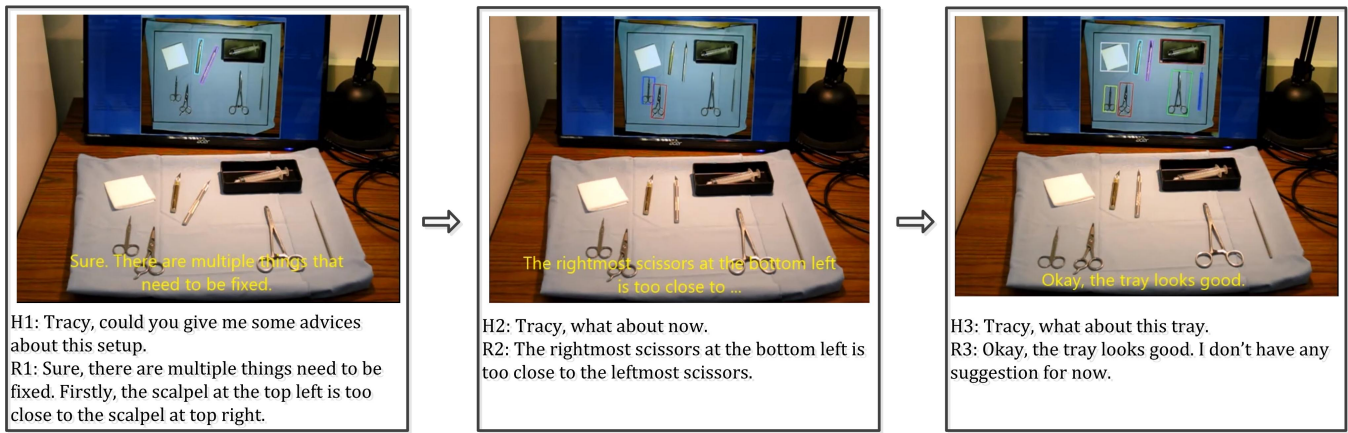 Sure. There are multiple things that
need to be fixed.
H1: Tracy, could you give me some advices
about this setup.
R1: Sure, there are multiple things need to be
fixed. Firstly, the scalpel at the top left is too
close to the scalpel at top right.
The rightmost scissors at the bottom left
is too close to ...
H2: Tracy, what about now.
R2: The rightmost scissors at the bottom left is
too close to the leftmost scissors.
Okay, the tray looks good.
H3: Tracy, what about this tray.
R3: Okay, the tray looks good. I don't have any
suggestion for now.